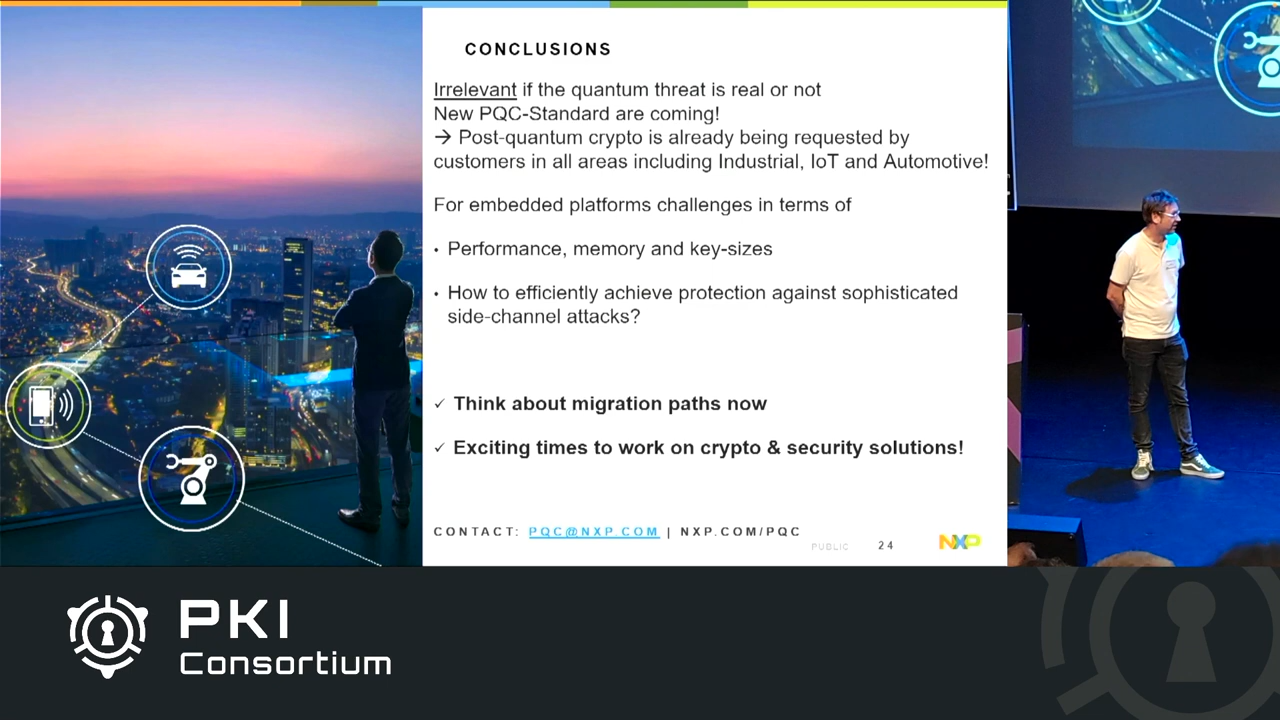 CONCLUSIONS
Irrelevant if the quantum threat is real or not
New PQC-Standard are coming!
→ Post-quantum crypto is already being requested by
customers in all areas including Industrial, IoT and Automotive!
For embedded platforms challenges in terms of
• Performance, memory and key-sizes
• How to efficiently achieve protection against sophisticated
side-channel attacks?
✓ Think about migration paths now
✓ Exciting times to work on crypto & security solutions!
CONTACT: PQC@NXP.COM | NXP.COM/PQC
PUBLIC 24 NXP
PKI
Consortium